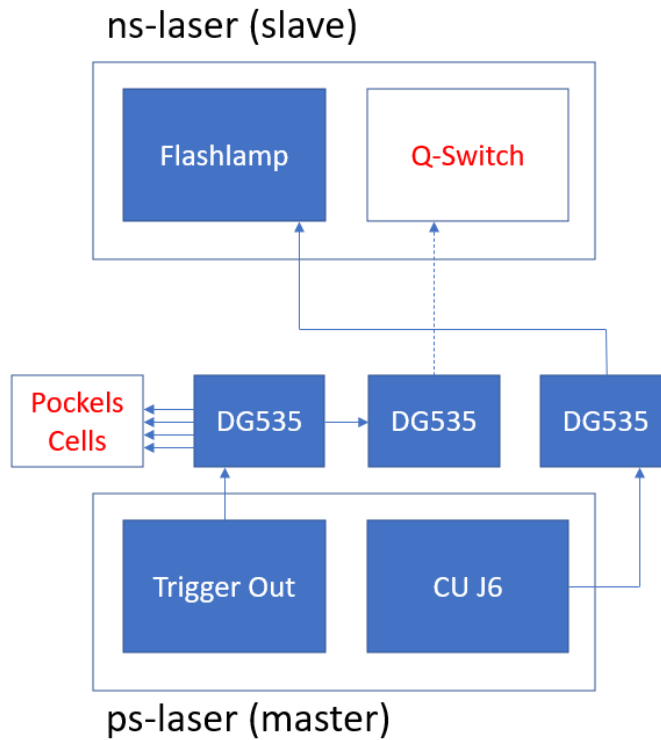 ns-laser (slave)
Flashlamp
Q-Switch
Pockels
Cells
DG535
DG535
DG535
Trigger Out
CU J6
ps-laser (master)